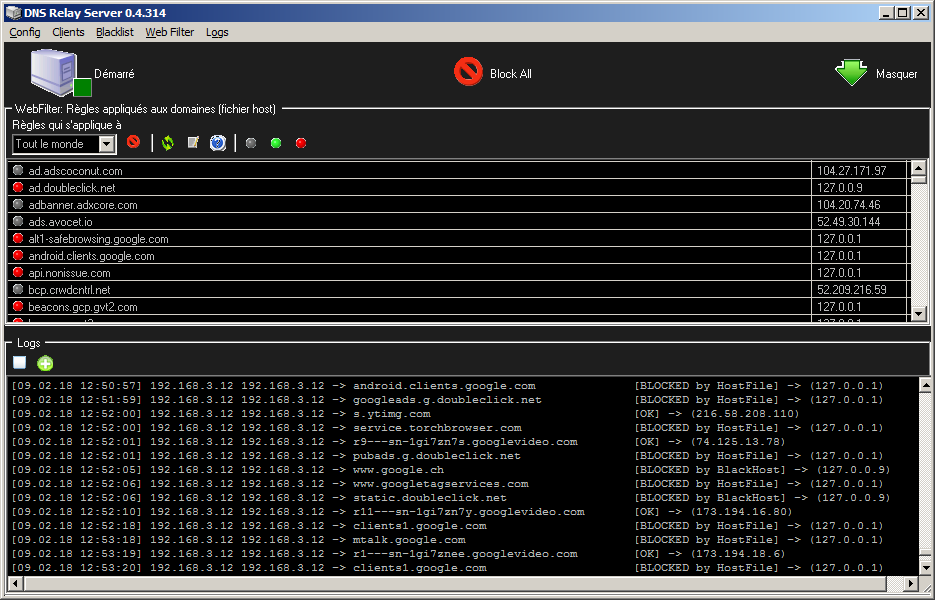 DNS Relay Server 0.4.314
Config Clients Blacklist Web Filter Logs
Démarré Block All Masquer
WebFilter: Règles appliqués aux domaines (fichier host)
Règles qui s'applique à
Tout le monde
ad.adscoconut.com 104.27.171.97
ad.doubleclick.net 127.0.0.9
adbanner.adxcore.com 104.20.74.46
ads.avocet.io 52.49.30.144
alt1-safebrowsing.google.com 127.0.0.1
android.clients.google.com 127.0.0.1
api.nonissue.com 127.0.0.1
bcp.crwdcntrl.net 52.209.216.59
beacons.gcp.gvt2.com 127.0.0.1
Logs
[09.02.18 12:50:57] 192.168.3.12 192.168.3.12 -> android.clients.google.com [BLOCKED by HostFile] -> (127.0.0.1)
[09.02.18 12:51:59] 192.168.3.12 192.168.3.12 -> googleads.g.doubleclick.net [BLOCKED by HostFile] -> (127.0.0.1)
[09.02.18 12:52:00] 192.168.3.12 192.168.3.12 -> s.ytimg.com [OK] -> (216.58.208.110)
[09.02.18 12:52:00] 192.168.3.12 192.168.3.12 -> service.torchbrowser.com [BLOCKED by HostFile] -> (127.0.0.1)
[09.02.18 12:52:01] 192.168.3.12 192.168.3.12 -> r9---sn-1gi7zn7s.googlevideo.com [OK] -> (74.125.13.78)
[09.02.18 12:52:01] 192.168.3.12 192.168.3.12 -> pubads.g.doubleclick.net [BLOCKED by HostFile] -> (127.0.0.1)
[09.02.18 12:52:05] 192.168.3.12 192.168.3.12 -> www.google.ch [BLOCKED by BlackHost] -> (127.0.0.9)
[09.02.18 12:52:06] 192.168.3.12 192.168.3.12 -> www.googletagservices.com [BLOCKED by HostFile] -> (127.0.0.1)
[09.02.18 12:52:06] 192.168.3.12 192.168.3.12 -> static.doubleclick.net [BLOCKED by BlackHost] -> (127.0.0.9)
[09.02.18 12:52:10] 192.168.3.12 192.168.3.12 -> r11---sn-1gi7zn7y.googlevideo.com [OK] -> (173.194.16.80)
[09.02.18 12:52:18] 192.168.3.12 192.168.3.12 -> clients1.google.com [BLOCKED by HostFile] -> (127.0.0.1)
[09.02.18 12:53:18] 192.168.3.12 192.168.3.12 -> mtalk.google.com [BLOCKED by HostFile] -> (127.0.0.1)
[09.02.18 12:53:19] 192.168.3.12 192.168.3.12 -> r1---sn-1gi7znee.googlevideo.com [OK] -> (173.194.18.6)
[09.02.18 12:53:20] 192.168.3.12 192.168.3.12 -> clients1.google.com [BLOCKED by HostFile] -> (127.0.0.1)